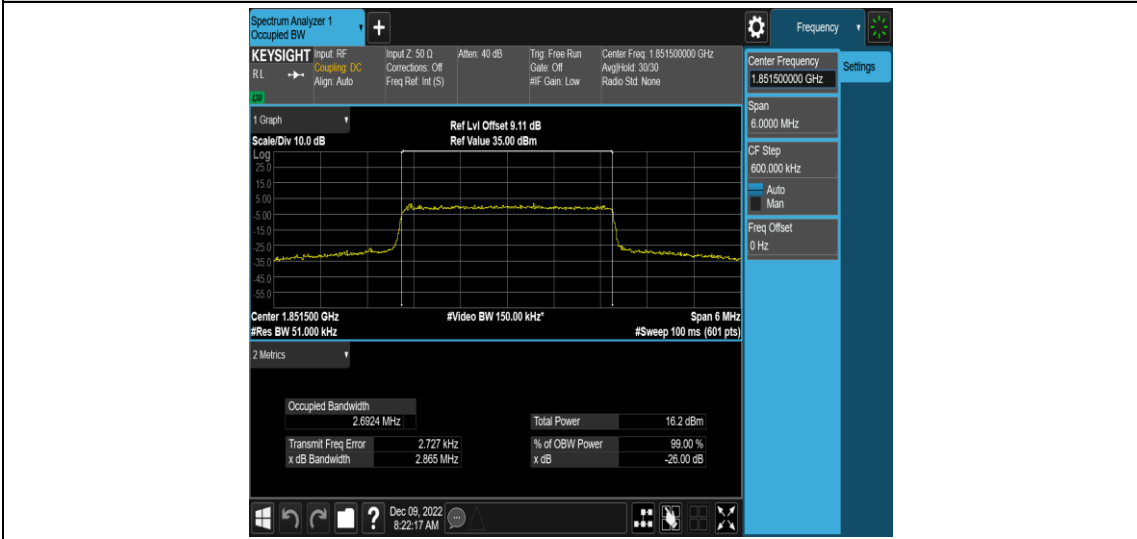 Spectrum Analyzer 1
Occupied BW
+
Frequency
KEYSIGHT
RL
Input: RF
Coupling: DC
Align: Auto
Input Z: 50 Ω
Corrections: Off
Freq Ref: Int (S)
Atten: 40 dB
Trig: Free Run
Gate: Off
#IF Gain: Low
Center Freq: 1.851500000 GHz
Avg|Hold: 30/30
Radio Std: None
Center Frequency
1.851500000 GHz
Settings
Span
6.0000 MHz
CF Step
600.000 kHz
Auto
Man
Freq Offset
0 Hz
1 Graph
Scale/Div 10.0 dB
Ref Lvl Offset 9.11 dB
Ref Value 35.00 dBm
Log
25.0
15.0
5.00
-5.00
-15.0
-25.0
-35.0
-45.0
-55.0
Center 1.851500 GHz
#Video BW 150.00 kHz*
Span 6 MHz
#Res BW 51.000 kHz
#Sweep 100 ms (601 pts)
2 Metrics
Occupied Bandwidth
2.6924 MHz
Total Power 16.2 dBm
Transmit Freq Error 2.727 kHz
% of OBW Power 99.00 %
x dB Bandwidth 2.865 MHz
x dB -26.00 dB
?
Dec 09, 2022
8:22:17 AM